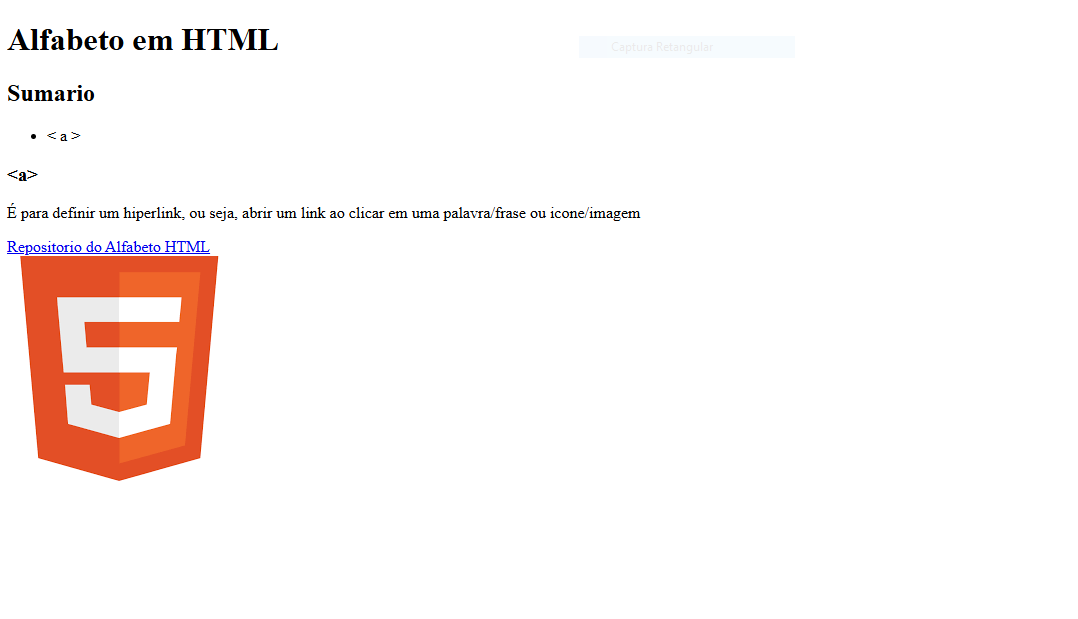 Alfabeto em HTML
Captura Retangular
Sumario
< a >
<a>
É para definir um hiperlink, ou seja, abrir um link ao clicar em uma palavra/frase ou icone/imagem
Repositorio do Alfabeto HTML